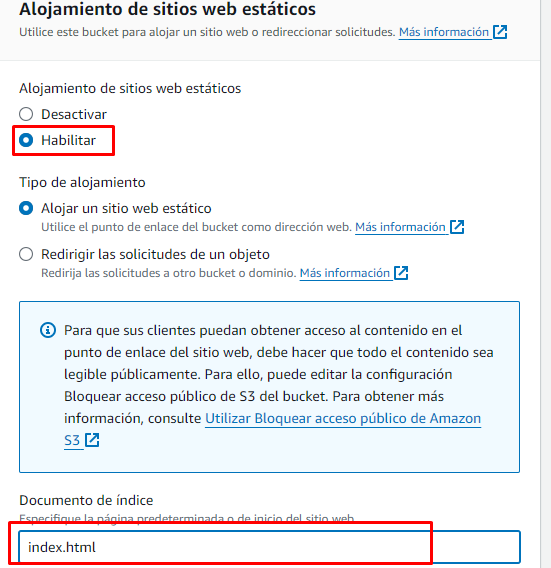 Alojamiento de sitios web estáticos
Utilice este bucket para alojar un sitio web o redireccionar solicitudes. Más información
Alojamiento de sitios web estáticos
Desactivar
Habilitar
Tipo de alojamiento
Alojar un sitio web estático
Utilice el punto de enlace del bucket como dirección web. Más información
Redirigir las solicitudes de un objeto
Redirija las solicitudes a otro bucket o dominio. Más información
Para que sus clientes puedan obtener acceso al contenido en el
punto de enlace del sitio web, debe hacer que todo el contenido sea
legible públicamente. Para ello, puede editar la configuración
Bloquear acceso público de S3 del bucket. Para obtener más
información, consulte Utilizar Bloquear acceso público de Amazon
S3
Documento de índice
Especifique la página predeterminada o de inicio del sitio web.
index.html